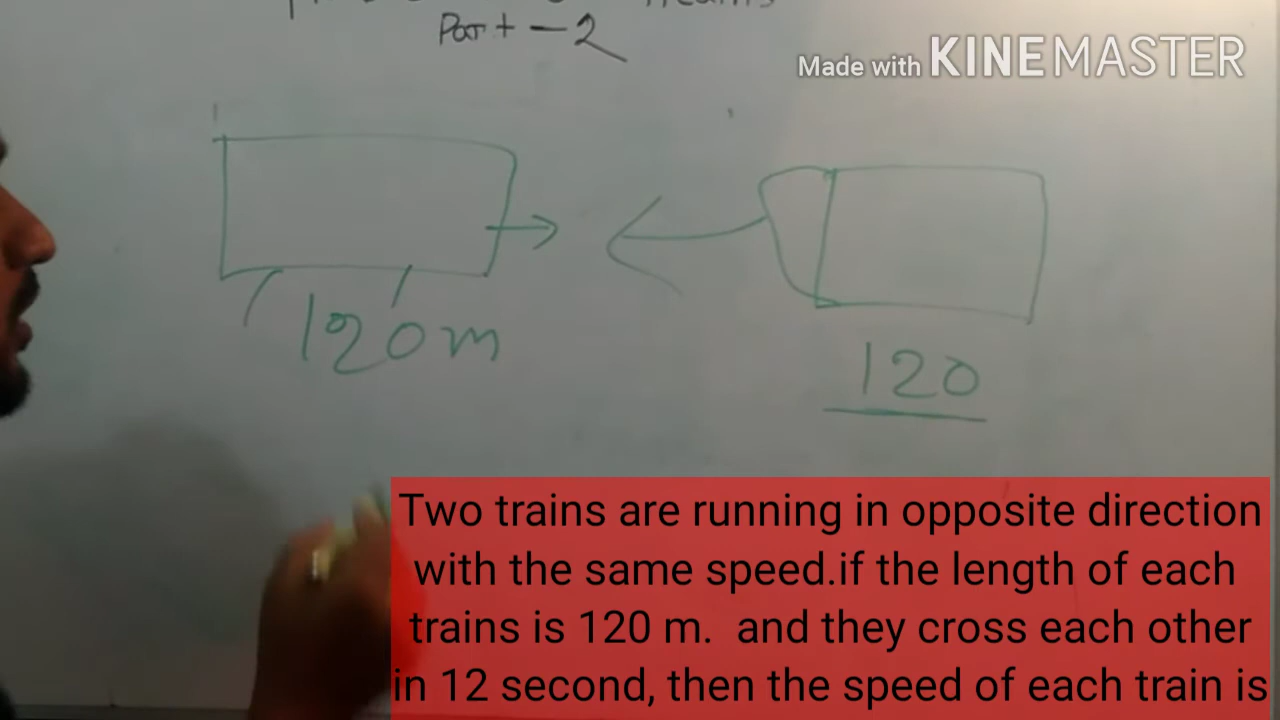 Part - 2
Made with KINEMASTER
120 m
120
Two trains are running in opposite direction
with the same speed.if the length of each
trains is 120 m. and they cross each other
in 12 second, then the speed of each train is